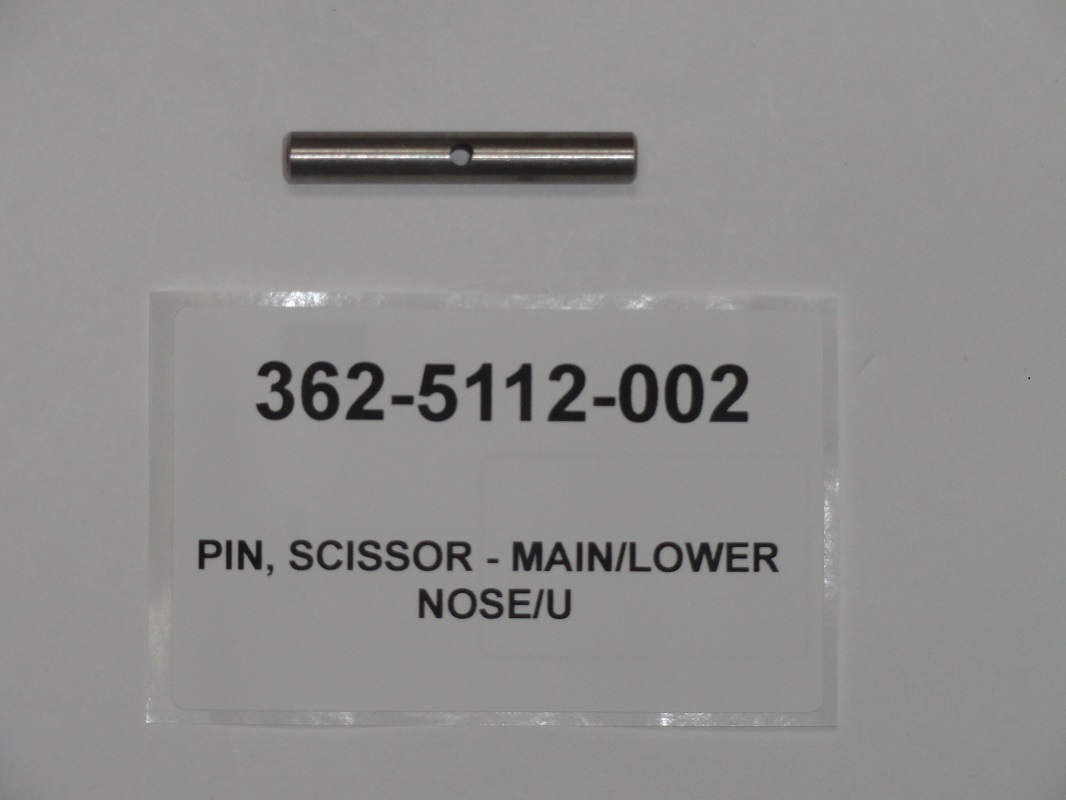 362-5112-002
PIN, SCISSOR - MAIN/LOWER
NOSE/U